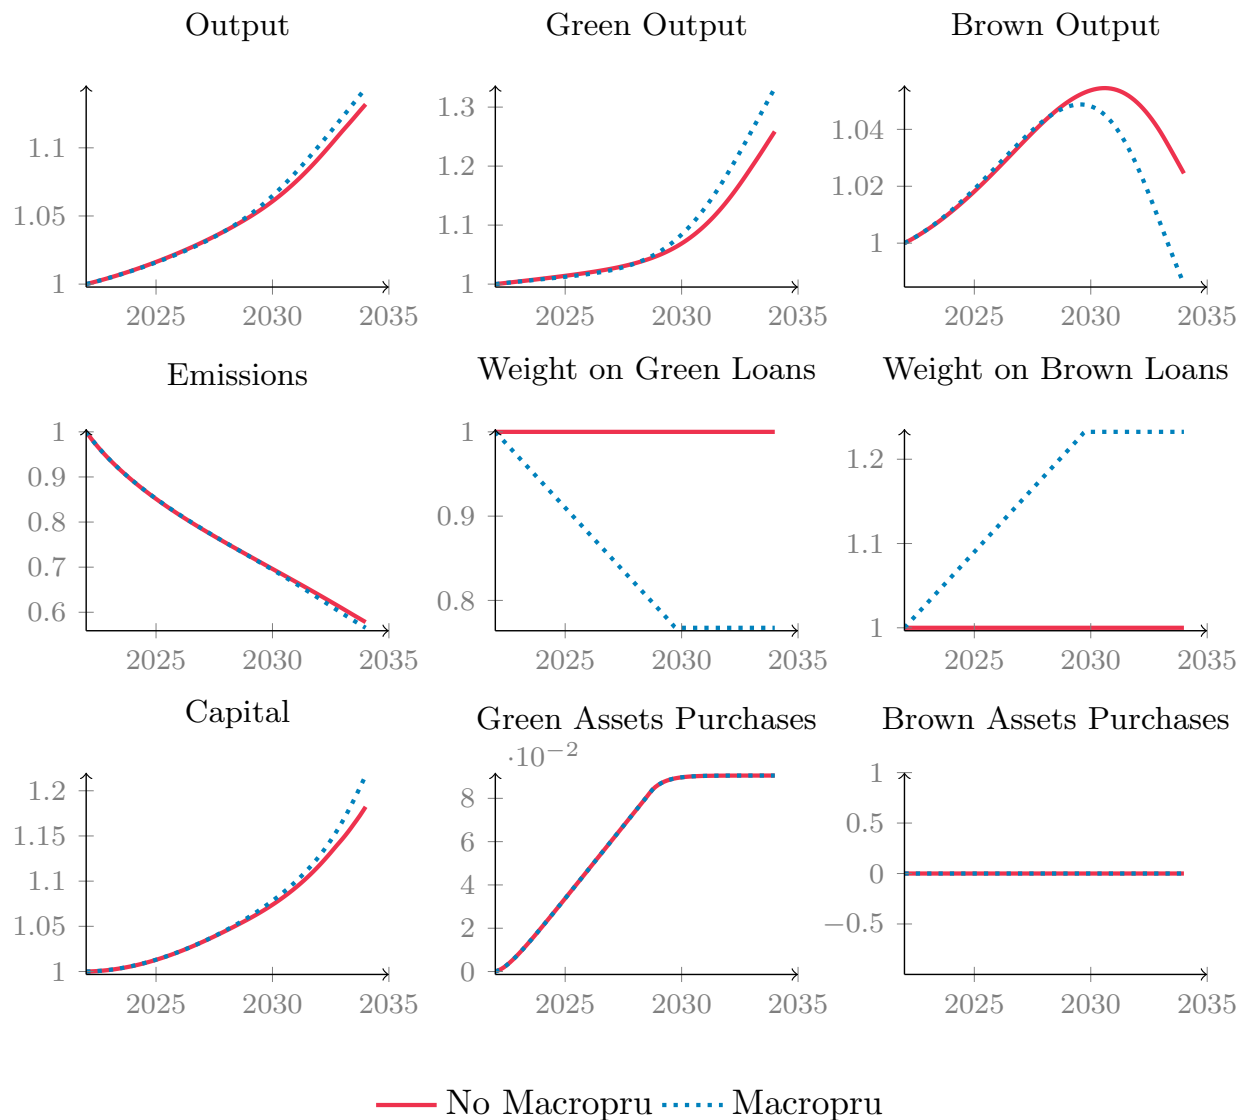 Output
Green Output
Brown Output
1.1
1.05
1
2025 2030 2035
1.3
1.2
1.1
1
2025 2030 2035
1.04
1.02
1
2025 2030 2035
Emissions
Weight on Green Loans
Weight on Brown Loans
1
0.9
0.8
0.7
0.6
2025 2030 2035
1
0.9
0.8
2025 2030 2035
1.2
1.1
1
2025 2030 2035
Capital
Green Assets Purchases
Brown Assets Purchases
1.2
1.15
1.1
1.05
1
2025 2030 2035
·10−2
8
6
4
2
0
2025 2030 2035
1
0.5
0
−0.5
2025 2030 2035
No Macropru Macropru